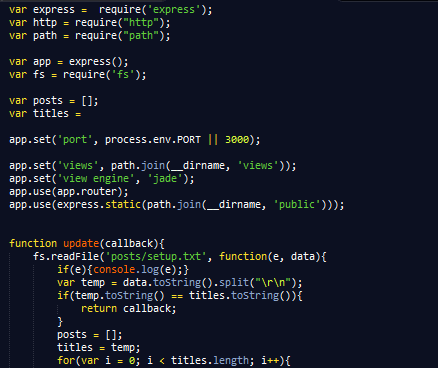 var express =  require('express');
var http = require("http");
var path = require("path");
var app = express();
var fs = require('fs');
var posts = [];
var titles =
app.set('port', process.env.PORT || 3000);
app.set('views', path.join(__dirname, 'views'));
app.set('view engine', 'jade');
app.use(app.router);
app.use(express.static(path.join(__dirname, 'public')));
function update(callback){
    fs.readFile('posts/setup.txt', function(e, data){
        if(e){console.log(e);}
        var temp = data.toString().split("\r\n");
        if(temp.toString() == titles.toString()){
            return callback;
        }
        posts = [];
        titles = temp;
        for(var i = 0; i < titles.length; i++){